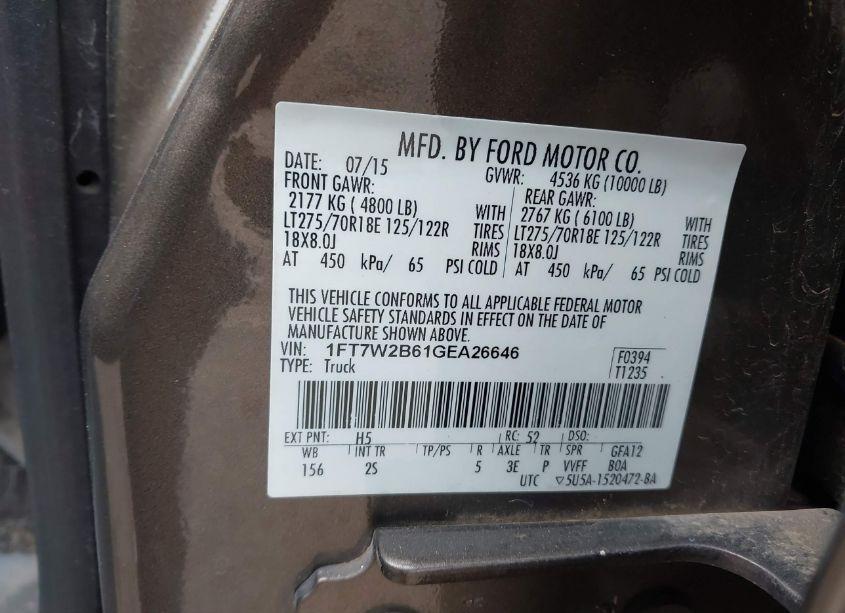 MFD. BY FORD MOTOR CO.
DATE: 07/15 GVWR: 4536 KG (10000 LB)
FRONT GAWR: REAR GAWR:
2177 KG ( 4800 LB) WITH 2767 KG ( 6100 LB) WITH
LT275/70R18E 125/122R TIRES LT275/70R18E 125/122R TIRES
18X8.0J RIMS 18X8.0J RIMS
AT 450 kPa/ 65 PSI COLD AT 450 kPa/ 65 PSI COLD
THIS VEHICLE CONFORMS TO ALL APPLICABLE FEDERAL MOTOR
VEHICLE SAFETY STANDARDS IN EFFECT ON THE DATE OF
MANUFACTURE SHOWN ABOVE.
VIN: 1FT7W2B61GEA26646 F0394
TYPE: Truck T1235
EXT PNT: H5 RC: 52 DSO:
WB INT TR TP/PS R AXLE TR SPR GFA12
156 2S 5 3E P VVFF BOA
UTC ▽5U5A-1520472-BA